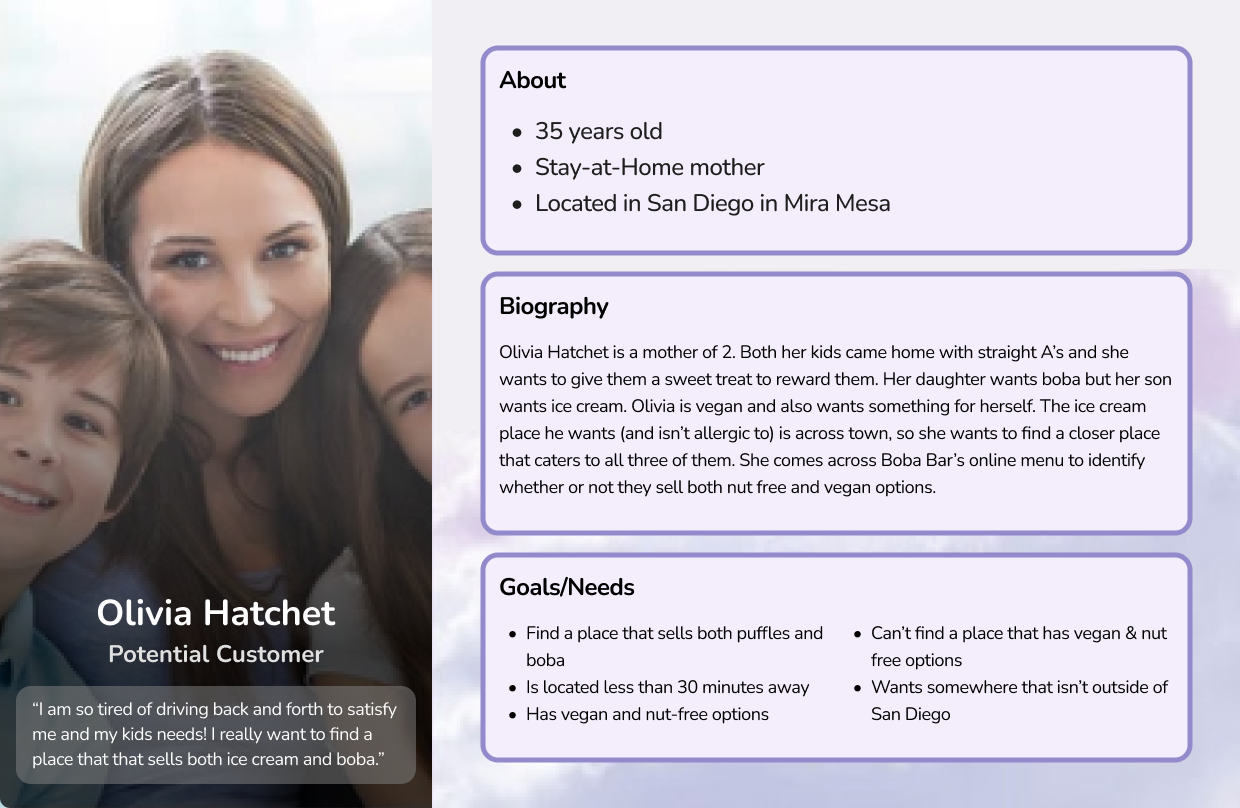 Olivia Hatchet
Potential Customer
“I am so tired of driving back and forth to satisfy
me and my kids needs! I really want to find a
place that that sells both ice cream and boba.”
About
• 35 years old
• Stay-at-Home mother
• Located in San Diego in Mira Mesa
Biography
Olivia Hatchet is a mother of 2. Both her kids came home with straight A’s and she
wants to give them a sweet treat to reward them. Her daughter wants boba but her son
wants ice cream. Olivia is vegan and also wants something for herself. The ice cream
place he wants (and isn’t allergic to) is across town, so she wants to find a closer place
that caters to all three of them. She comes across Boba Bar’s online menu to identify
whether or not they sell both nut free and vegan options.
Goals/Needs
• Find a place that sells both puffles and
boba
• Is located less than 30 minutes away
• Has vegan and nut-free options
• Can’t find a place that has vegan & nut
free options
• Wants somewhere that isn’t outside of
San Diego